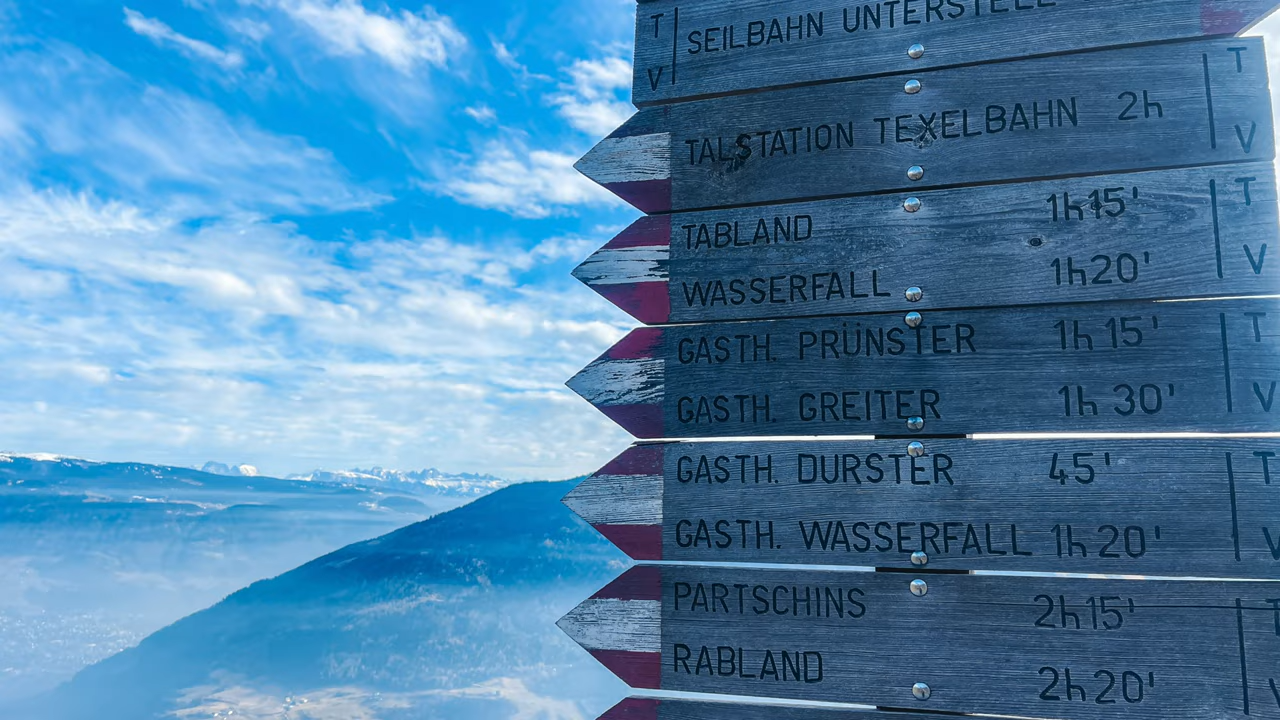 T
V
SEILBAHN UNTERSTELL
TALSTATION TEXELBAHN 2h
T
V
TABLAND 1h15'
WASSERFALL 1h20'
T
V
GASTH. PRÜNSTER 1h 15'
GASTH. GREITER 1h 30'
T
V
GASTH. DURSTER 45'
GASTH. WASSERFALL 1h 20'
T
V
PARTSCHINS 2h15'
RABLAND 2h20'
T
V